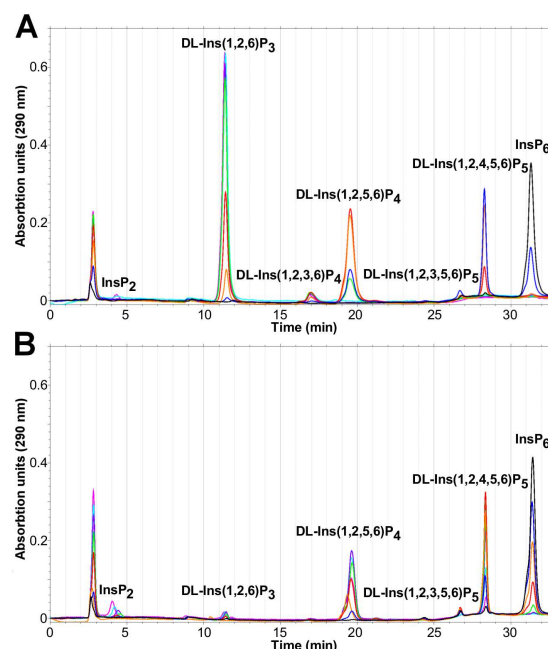 A
DL-Ins(1,2,6)P3
InsP6
DL-Ins(1,2,4,5,6)P5
DL-Ins(1,2,5,6)P4
InsP2
DL-Ins(1,2,3,6)P4
DL-Ins(1,2,3,5,6)P5
Absorbtion units (290 nm)
0.6
0.4
0.2
0
0 5 10 15 20 25 30
Time (min)
B
InsP6
DL-Ins(1,2,4,5,6)P5
DL-Ins(1,2,5,6)P4
InsP2
DL-Ins(1,2,6)P3
DL-Ins(1,2,3,5,6)P5
Absorbtion units (290 nm)
0.6
0.4
0.2
0
0 5 10 15 20 25 30
Time (min)